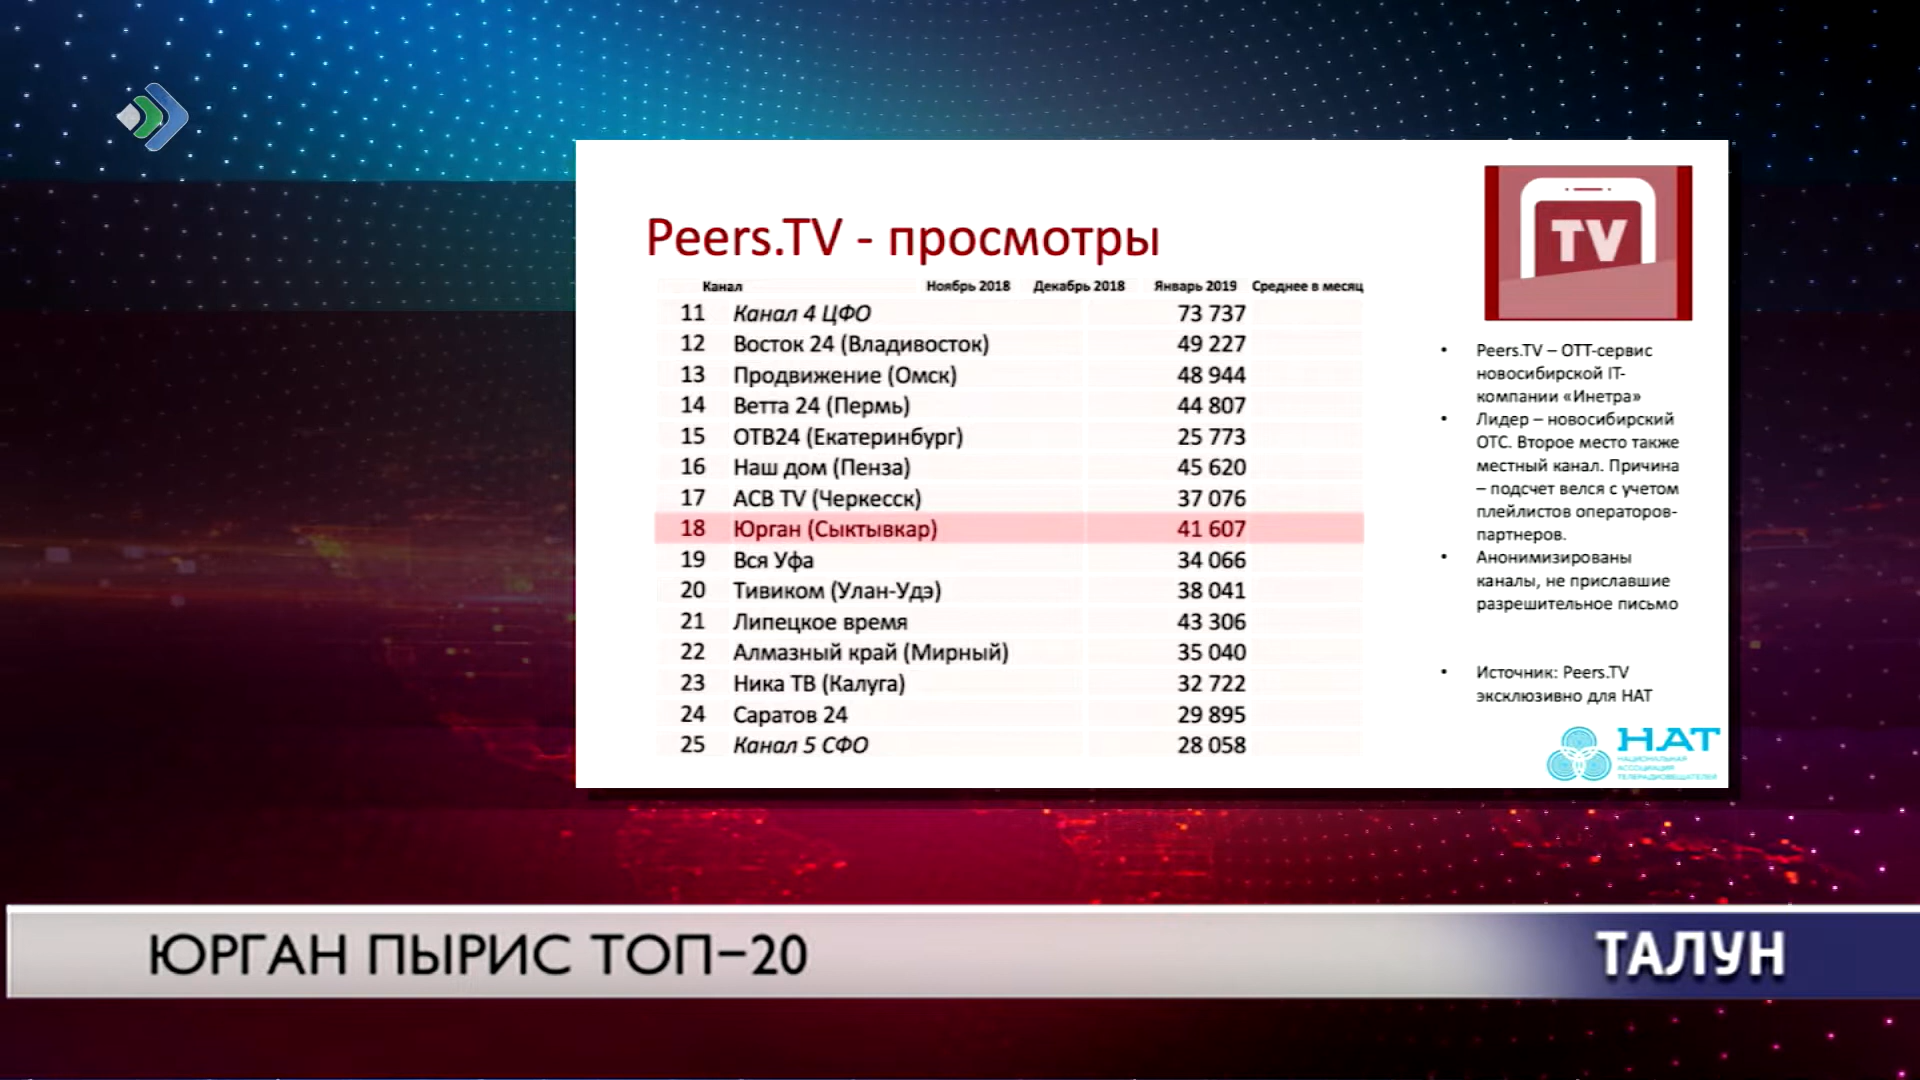 TV
Peers.TV - просмотры
Канал Ноябрь 2018 Декабрь 2018 Январь 2019 Среднее в месяц
11 Канал 4 ЦФО 73 737
12 Восток 24 (Владивосток) 49 227
13 Продвижение (Омск) 48 944
14 Ветта 24 (Пермь) 44 807
15 ОТВ24 (Екатеринбург) 25 773
16 Наш дом (Пенза) 45 620
17 АСВ TV (Черкесск) 37 076
18 Юрган (Сыктывкар) 41 607
19 Вся Уфа 34 066
20 Тивиком (Улан-Удэ) 38 041
21 Липецкое время 43 306
22 Алмазный край (Мирный) 35 040
23 Ника ТВ (Калуга) 32 722
24 Саратов 24 29 895
25 Канал 5 СФО 28 058
• Peers.TV – ОТТ-сервис
новосибирской IT-
компании «Инетра»
• Лидер – новосибирский
ОТС. Второе место также
местный канал. Причина
– подсчет велся с учетом
плейлистов операторов-
партнеров.
• Анонимизированы
каналы, не приславшие
разрешительное письмо
• Источник: Peers.TV
эксклюзивно для НАТ
НАТ
НАЦИОНАЛЬНАЯ
АССОЦИАЦИЯ
ТЕЛЕРАДИОВЕЩАТЕЛЕЙ
ЮРГАН ПЫРИС ТОП-20
ТАЛУН